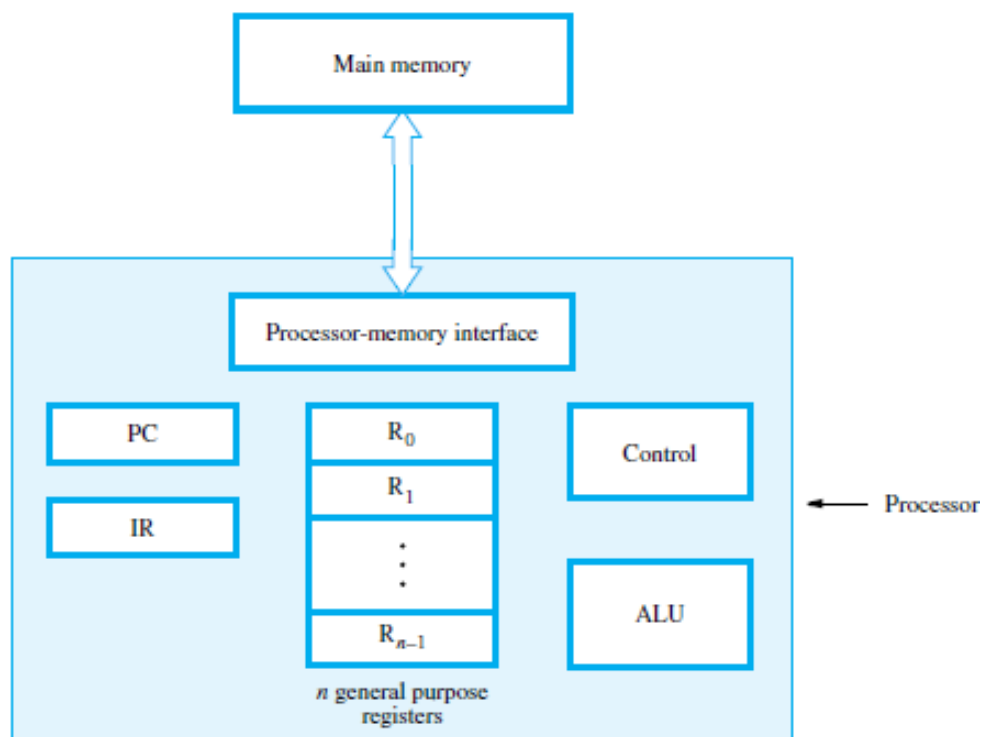 Main memory
Processor-memory interface
PC
R0
Control
R1
IR
Processor
⋮
ALU
Rn–1
n general purpose
registers